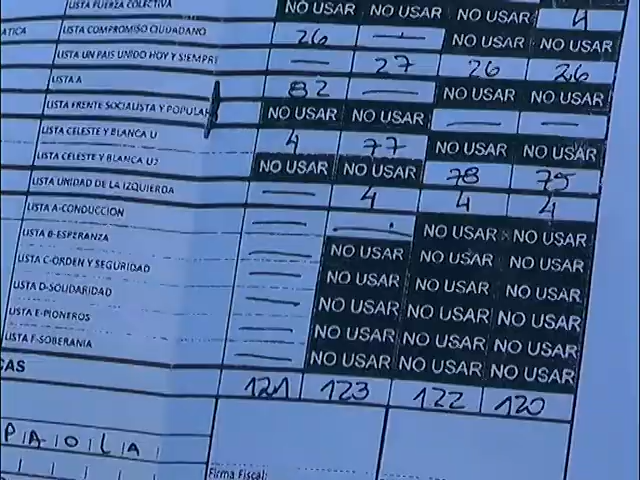 LISTA FUERZA COLECTIVA NO USAR NO USAR NO USAR 4
ATICA LISTA COMPROMISO CIUDADANO 26 — NO USAR NO USAR
LISTA UN PAIS UNIDO HOY Y SIEMPRE — 27 26 26
LISTA A 82 — NO USAR NO USAR
LISTA FRENTE SOCIALISTA Y POPULAR NO USAR NO USAR — —
LISTA CELESTE Y BLANCA U 4 77 NO USAR NO USAR
LISTA CELESTE Y BLANCA U2 NO USAR NO USAR 78 75
LISTA UNIDAD DE LA IZQUIERDA — 4 4 4
LISTA A-CONDUCCION — — NO USAR NO USAR
LISTA B-ESPERANZA — NO USAR NO USAR NO USAR
LISTA C-ORDEN Y SEGURIDAD — NO USAR NO USAR NO USAR
LISTA D-SOLIDARIDAD — NO USAR NO USAR NO USAR
LISTA E-PIONEROS — NO USAR NO USAR NO USAR
LISTA F-SOBERANIA — NO USAR NO USAR NO USAR
CAS 121 123 122 120
PAOLA
Firma Fiscal: